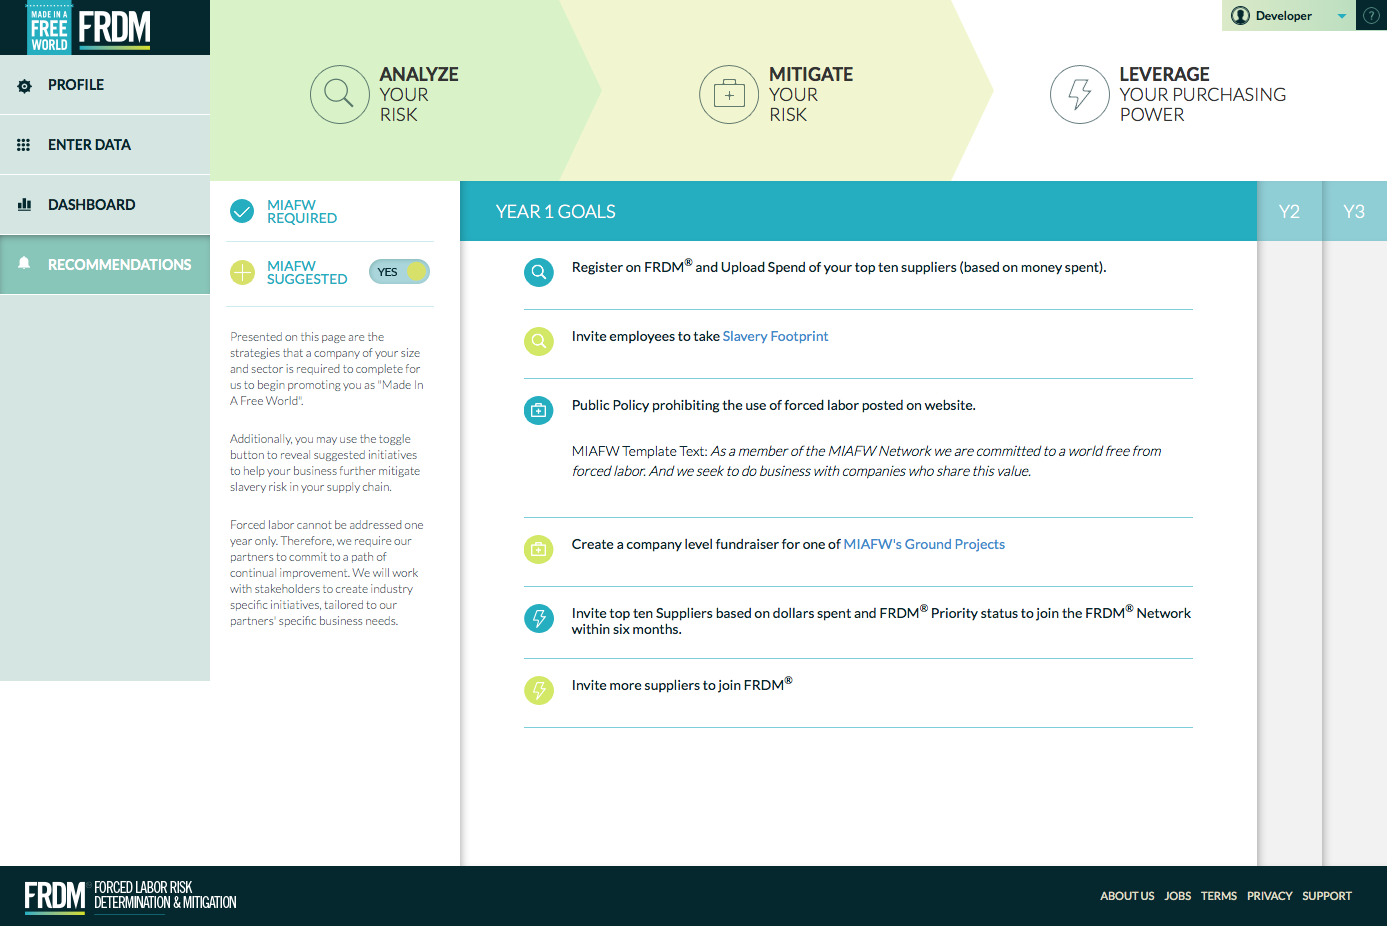 MADE IN A
FREE
WORLD
FRDM
PROFILE
ENTER DATA
DASHBOARD
RECOMMENDATIONS
ANALYZE
YOUR
RISK
MITIGATE
YOUR
RISK
LEVERAGE
YOUR PURCHASING
POWER
Developer
?
MIAFW
REQUIRED
MIAFW
SUGGESTED
YES
Presented on this page are the
strategies that a company of your size
and sector is required to complete for
us to begin promoting you as "Made In
A Free World".
Additionally, you may use the toggle
button to reveal suggested initiatives
to help your business further mitigate
slavery risk in your supply chain.
Forced labor cannot be addressed one
year only. Therefore, we require our
partners to commit to a path of
continual improvement. We will work
with stakeholders to create industry
specific initiatives, tailored to our
partners' specific business needs.
YEAR 1 GOALS
Y2
Y3
Register on FRDM® and Upload Spend of your top ten suppliers (based on money spent).
Invite employees to take Slavery Footprint
Public Policy prohibiting the use of forced labor posted on website.
MIAFW Template Text: As a member of the MIAFW Network we are committed to a world free from
forced labor. And we seek to do business with companies who share this value.
Create a company level fundraiser for one of MIAFW's Ground Projects
Invite top ten Suppliers based on dollars spent and FRDM® Priority status to join the FRDM® Network
within six months.
Invite more suppliers to join FRDM®
FRDM®
FORCED LABOR RISK
DETERMINATION & MITIGATION
ABOUT US JOBS TERMS PRIVACY SUPPORT